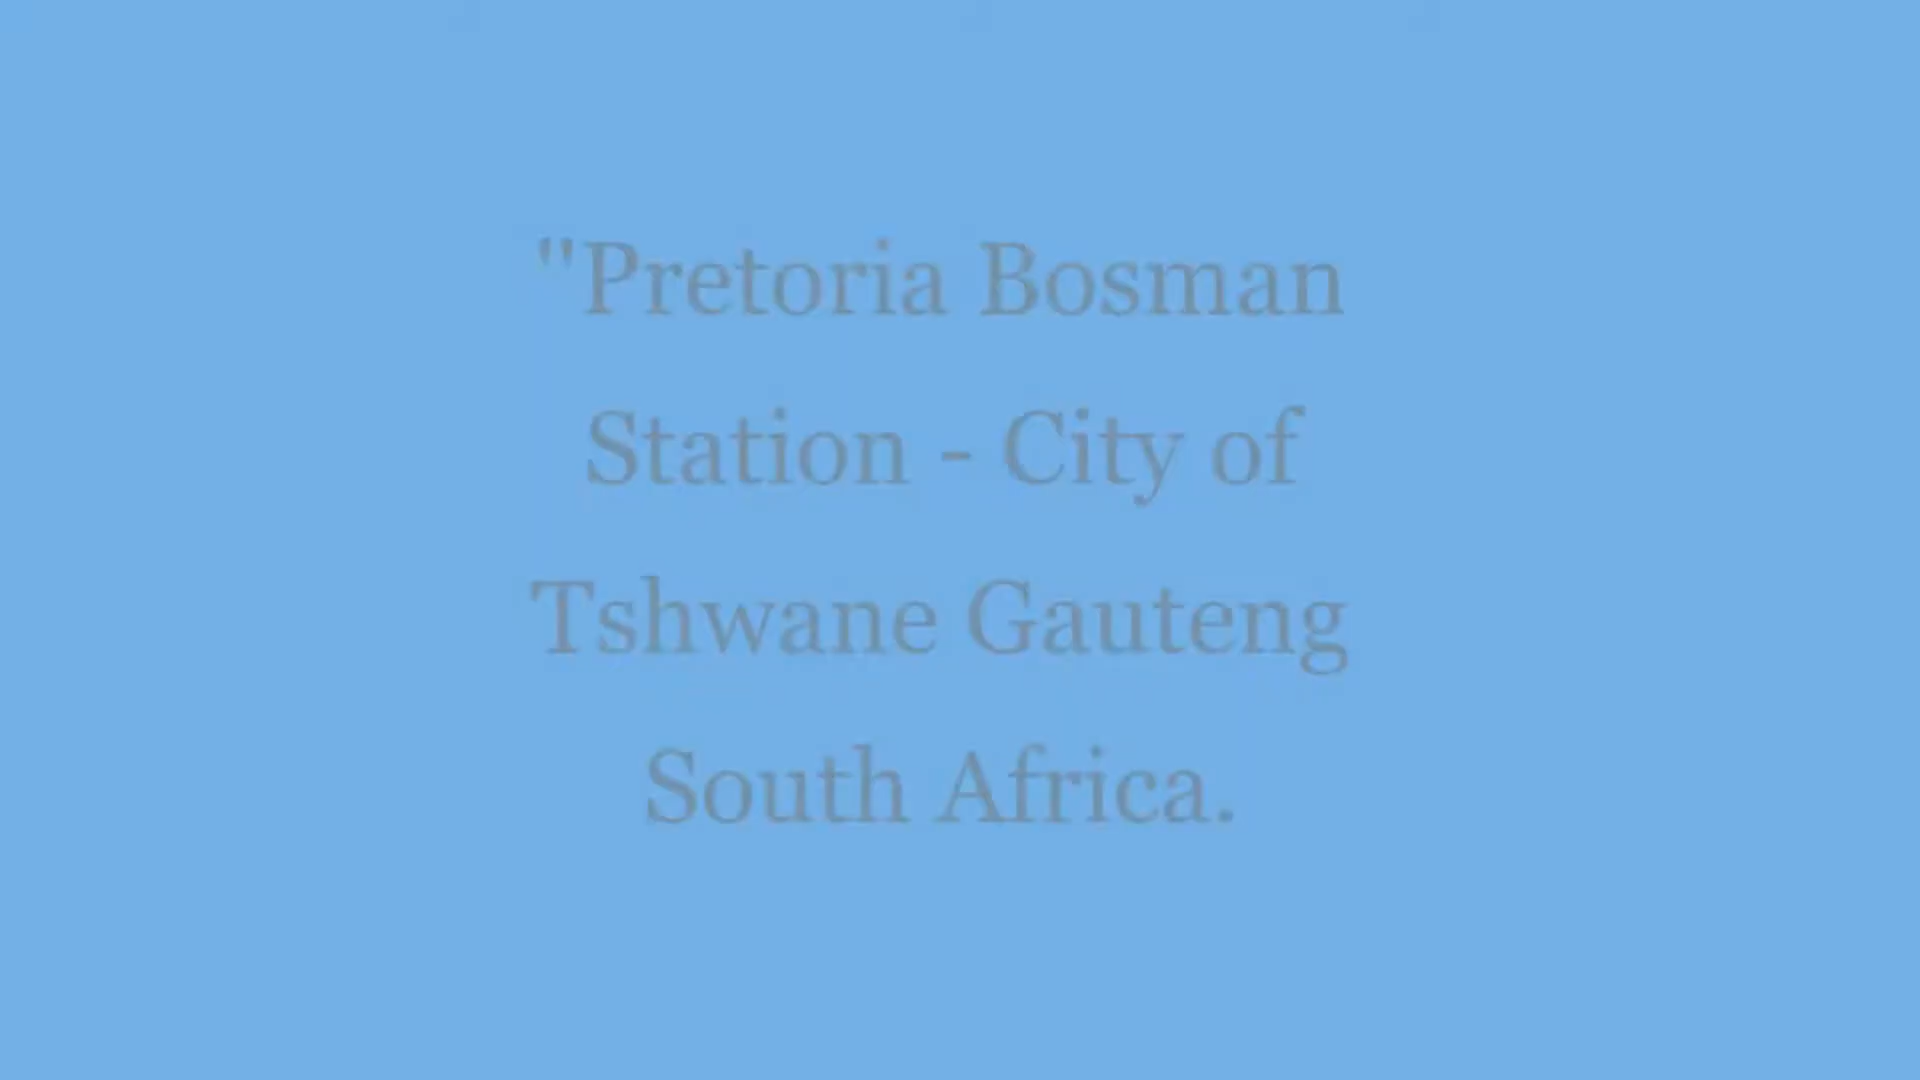 "Pretoria Bosman
Station - City of
Tshwane Gauteng
South Africa.